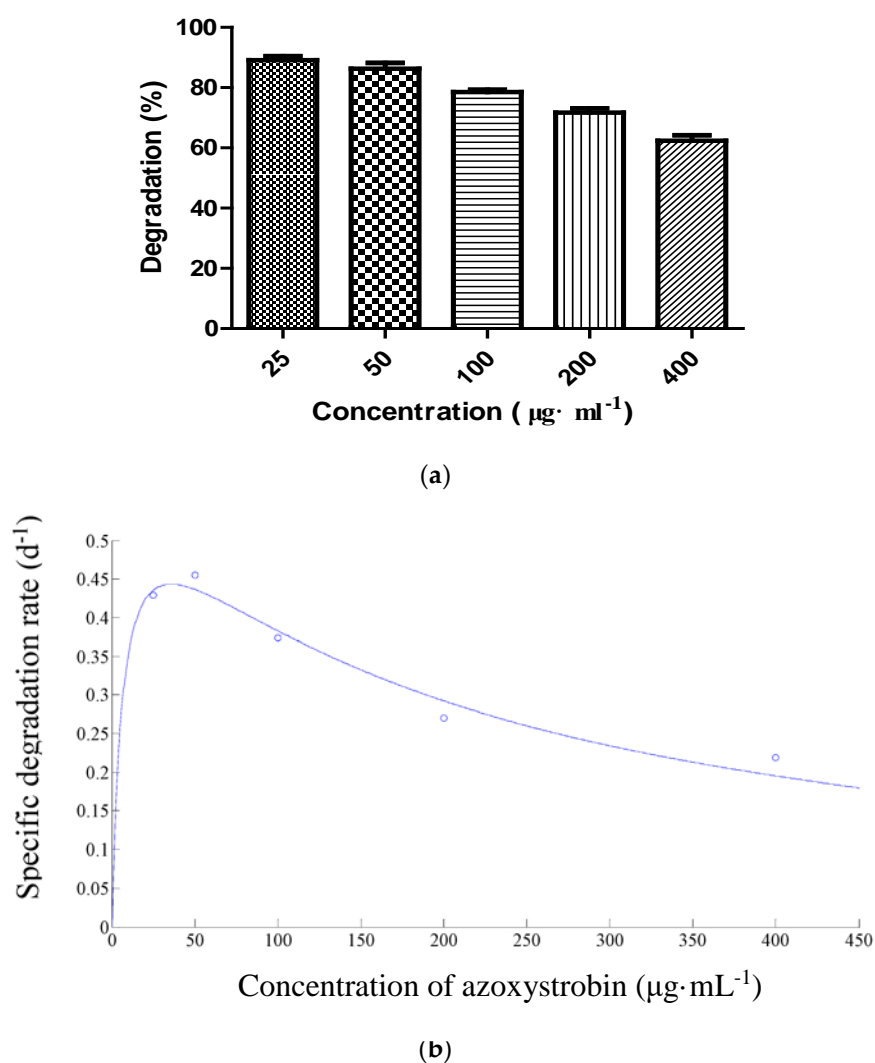 100
80
60
40
20
0
Degradation (%)
25 50 100 200 400
Concentration ( μg· ml⁻¹)
(a)
0.5
0.45
0.4
0.35
0.3
0.25
0.2
0.15
0.1
0.05
0
Specific degradation rate (d⁻¹)
0 50 100 150 200 250 300 350 400 450
Concentration of azoxystrobin (μg·mL⁻¹)
(b)